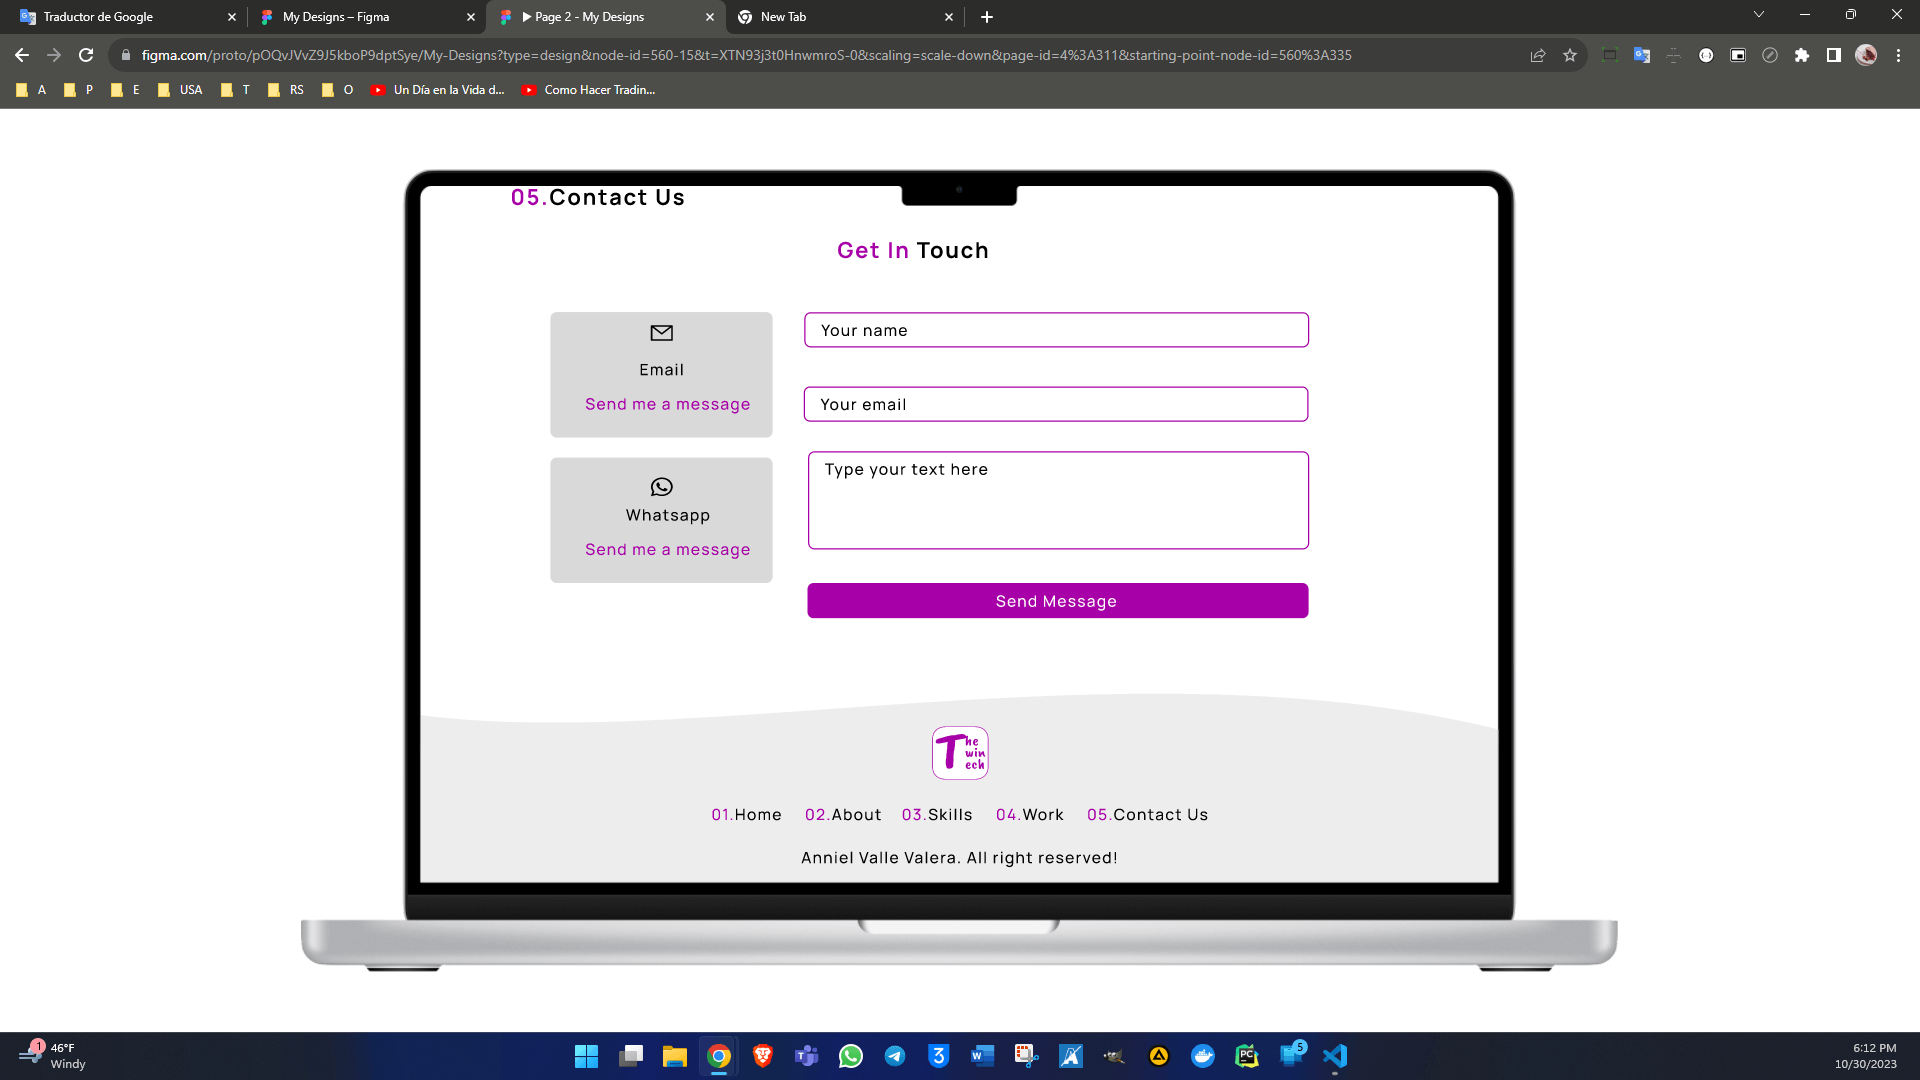 Traductor de Google
My Designs – Figma
Page 2 - My Designs
New Tab
figma.com/proto/pOQvJVvZ9J5kboP9dptSye/My-Designs?type=design&node-id=560-15&t=XTN93j3t0HnwmroS-0&scaling=scale-down&page-id=4%3A311&starting-point-node-id=560%3A335
A P E USA T RS O Un Día en la Vida d... Como Hacer Tradin...
05.Contact Us
Get In Touch
Your name
Email
Send me a message
Your email
Type your text here
Whatsapp
Send me a message
Send Message
The
win
ech
01.Home 02.About 03.Skills 04.Work 05.Contact Us
Anniel Valle Valera. All right reserved!
1
46°F
Windy
3
W
PC
5
6:12 PM
10/30/2023